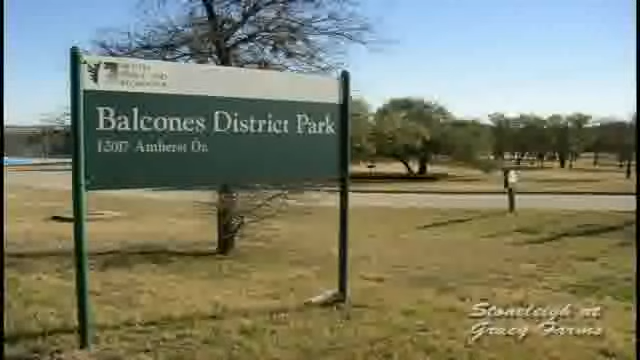 Balcones District Park
12017 Amherst Dr.
Stoneleigh at
Gracy Farms